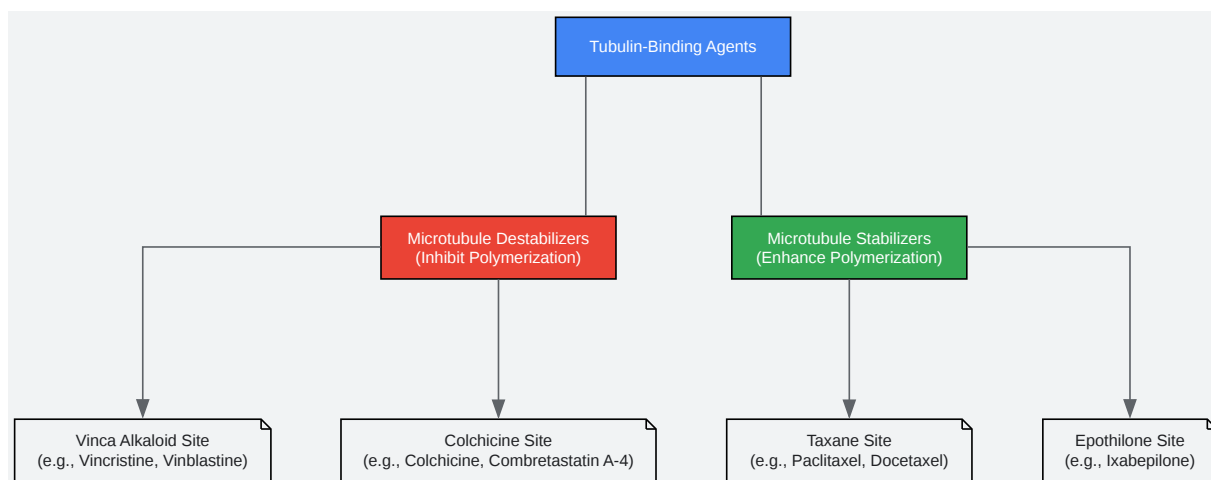 Tubulin-Binding Agents
Microtubule Destabilizers
(Inhibit Polymerization)
Microtubule Stabilizers
(Enhance Polymerization)
Vinca Alkaloid Site
(e.g., Vincristine, Vinblastine)
Colchicine Site
(e.g., Colchicine, Combretastatin A-4)
Taxane Site
(e.g., Paclitaxel, Docetaxel)
Epothilone Site
(e.g., Ixabepilone)